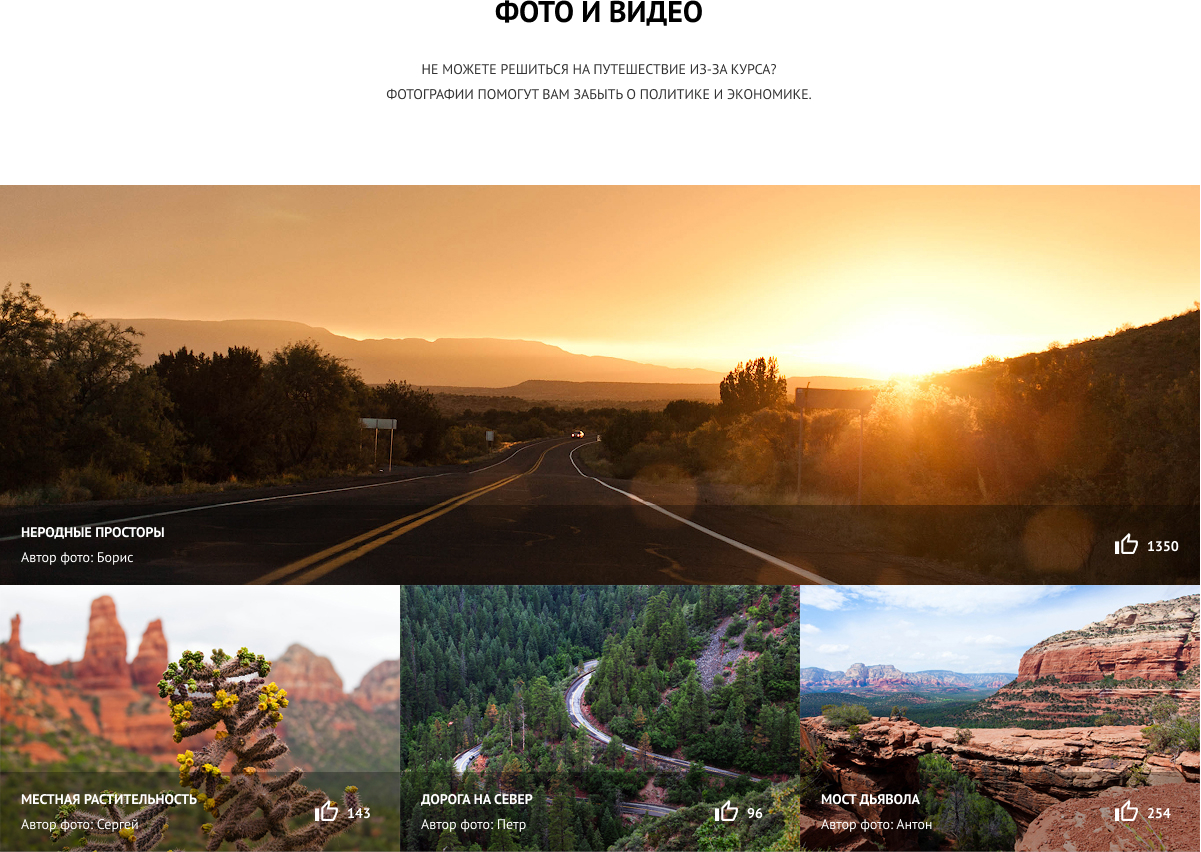 ФОТО И ВИДЕО
НЕ МОЖЕТЕ РЕШИТЬСЯ НА ПУТЕШЕСТВИЕ ИЗ-ЗА КУРСА?
ФОТОГРАФИИ ПОМОГУТ ВАМ ЗАБЫТЬ О ПОЛИТИКЕ И ЭКОНОМИКЕ.
НЕРОДНЫЕ ПРОСТОРЫ
Автор фото: Борис
1350
МЕСТНАЯ РАСТИТЕЛЬНОСТЬ
Автор фото: Сергей
143
ДОРОГА НА СЕВЕР
Автор фото: Петр
96
МОСТ ДЬЯВОЛА
Автор фото: Антон
254